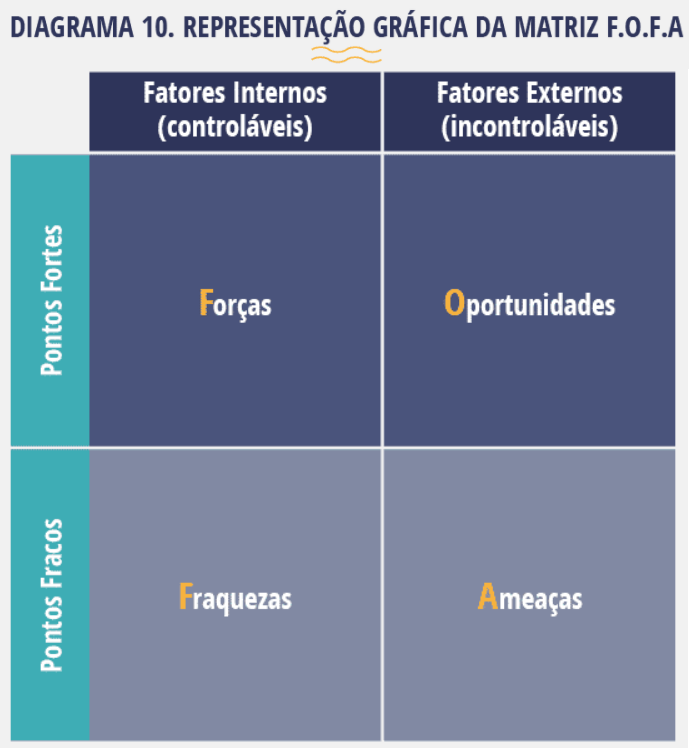 DIAGRAMA 10. REPRESENTAÇÃO GRÁFICA DA MATRIZ F.O.F.A
Fatores Internos
(controláveis)
Fatores Externos
(incontroláveis)
Pontos Fortes
Forças
Oportunidades
Pontos Fracos
Fraquezas
Ameaças